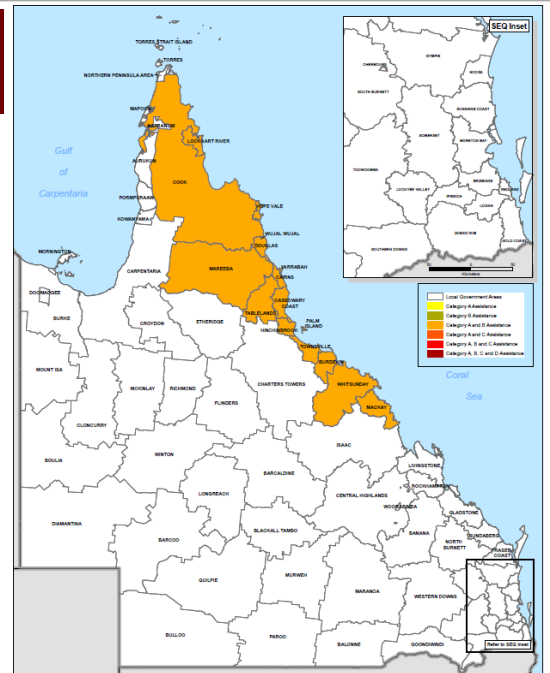 TORRES STRAIT ISLAND
TORRES
NORTHERN PENINSULA AREA
MAPOON
NAPRANUM
LOCKHART RIVER
AURUKUN
COOK
PORMPURAAW
KOWANYAMA
HOPE VALE
WUJAL WUJAL
DOUGLAS
Gulf
of
Carpentaria
MORNINGTON
MAREEBA
YARRABAH
CAIRNS
CARPENTARIA
CASSOWARY
COAST
TABLELANDS
DOOMADGEE
BURKE
CROYDON
ETHERIDGE
HINCHINBROOK
PALM
ISLAND
TOWNSVILLE
BURDEKIN
MOUNT ISA
MCKINLAY
RICHMOND
FLINDERS
CHARTERS TOWERS
WHITSUNDAY
MACKAY
Coral
Sea
CLONCURRY
ISAAC
BOULIA
WINTON
BARCALDINE
LIVINGSTONE
LONGREACH
CENTRAL HIGHLANDS
ROCKHAMPTON
WOORABINDA
GLADSTONE
DIAMANTINA
BARCOO
BLACKALL TAMBO
BANANA
NORTH
BURNETT
BUNDABERG
FRASER
COAST
QUILPIE
MURWEH
MARANOA
WESTERN DOWNS
BULLOO
PAROO
BALONNE
GOONDIWINDI
Refer to SEQ Inset
SEQ Inset
GYMPIE
CHERBOURG
NOOSA
SOUTH BURNETT
SUNSHINE COAST
SOMERSET
MORETON BAY
TOOWOOMBA
BRISBANE
LOCKYER VALLEY
IPSWICH
REDLAND
LOGAN
SCENIC RIM
GOLD COAST
SOUTHERN DOWNS
Local Government Areas
Category A Assistance
Category B Assistance
Category A and B Assistance
Category A and C Assistance
Category A, B and C Assistance
Category A, B, C and D Assistance